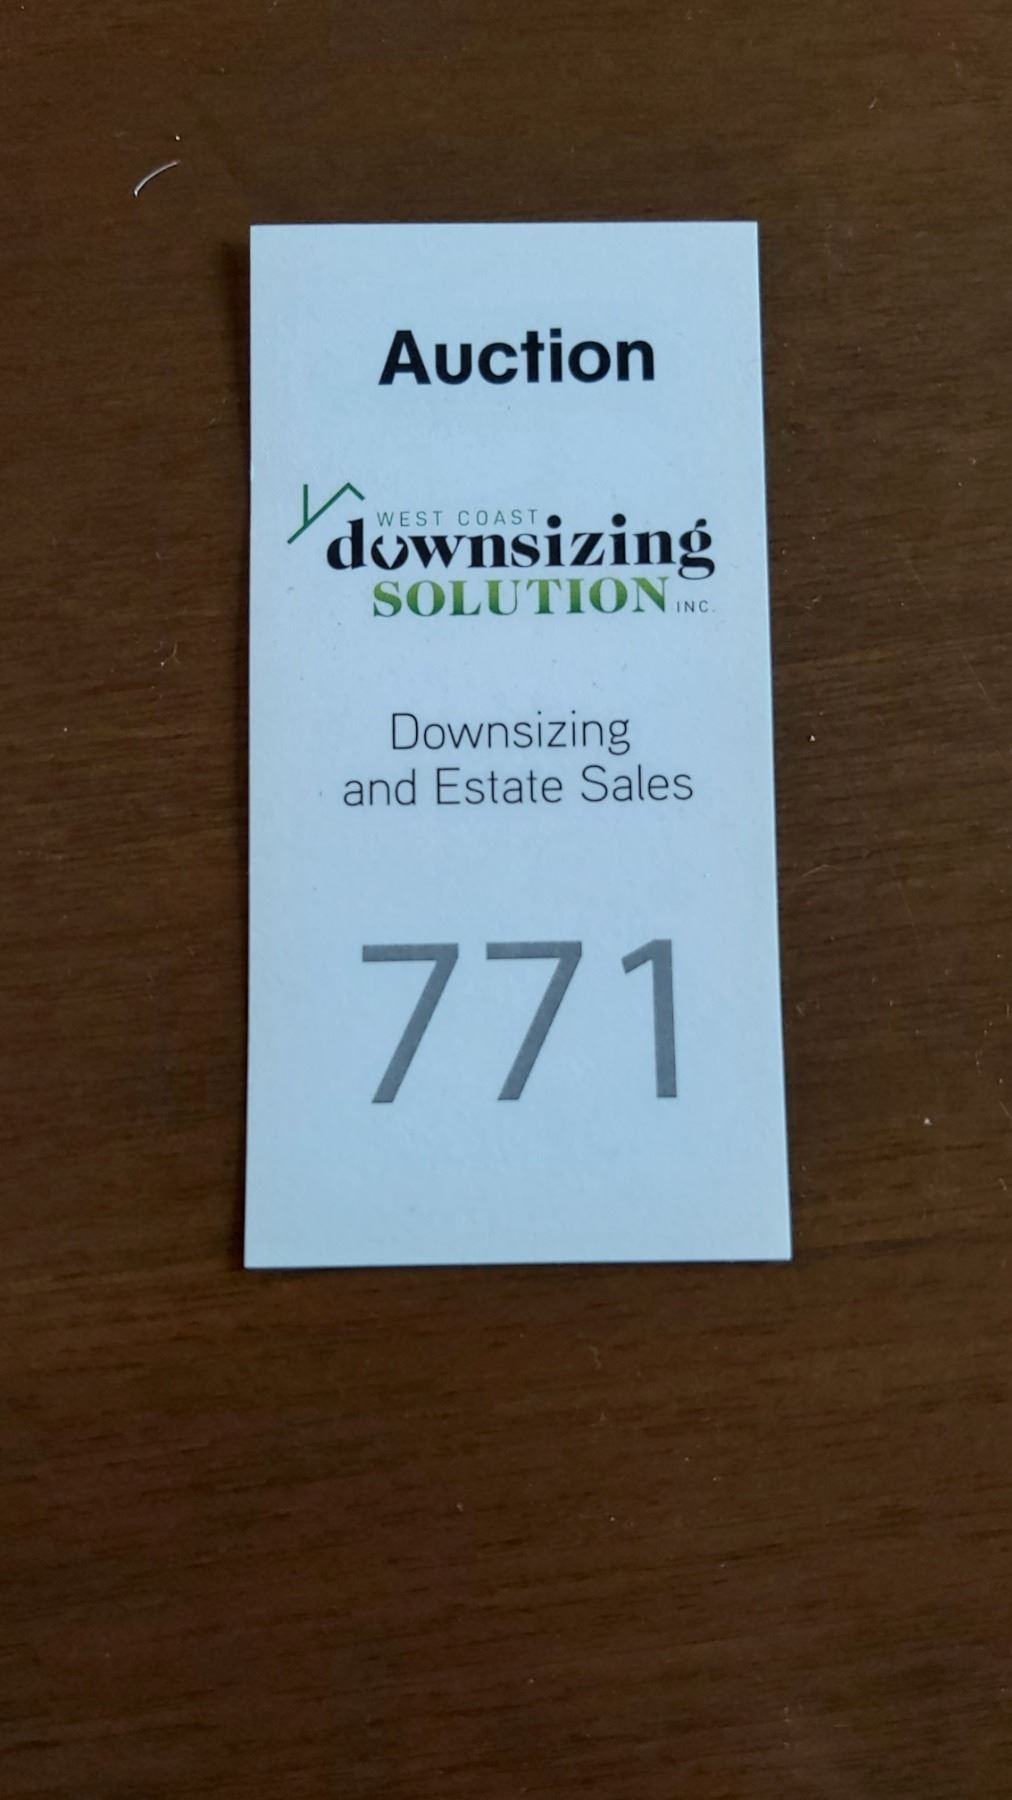 Auction
WEST COAST
downsizing
SOLUTION INC.
Downsizing
and Estate Sales
771